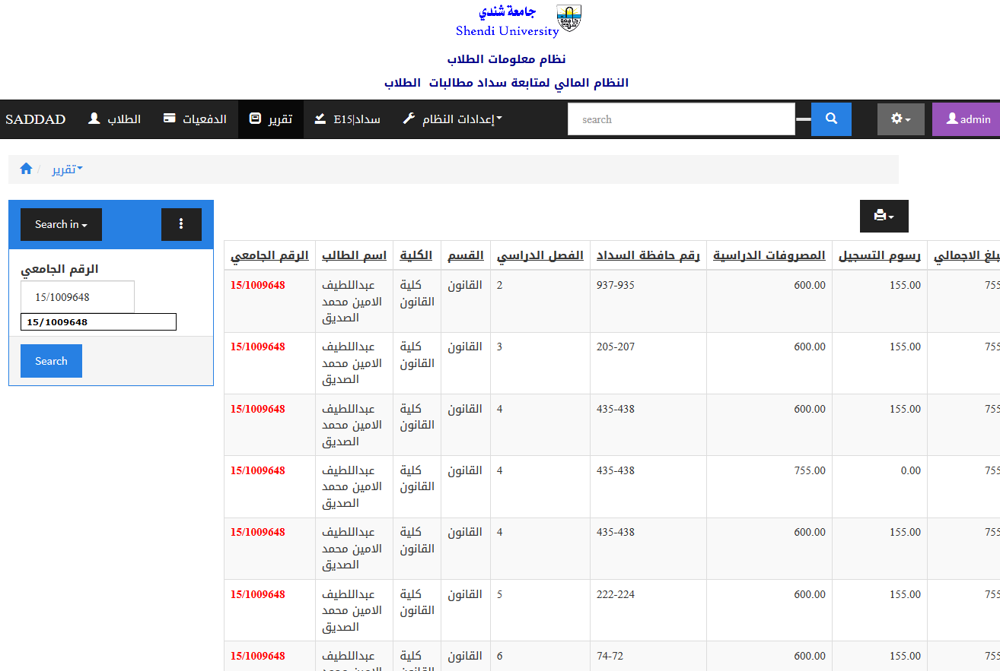 جامعة شندي
Shendi University
نظام معلومات الطلاب
النظام المالي لمتابعة سداد مطالبات الطلاب
SADDAD الطلاب الدفعيات تقرير سداد|E15 إعدادات النظام search admin
/ تقرير
Search in
الرقم الجامعي
15/1009648
15/1009648
Search
الرقم الجامعي اسم الطالب الكلية القسم الفصل الدراسي رقم حافظة السداد المصروفات الدراسية رسوم التسجيل بلغ الاجمالي
15/1009648 عبداللطيف كلية القانون 2 937-935 600.00 155.00 755
الامين محمد القانون
الصديق
15/1009648 عبداللطيف كلية القانون 3 205-207 600.00 155.00 755
الامين محمد القانون
الصديق
15/1009648 عبداللطيف كلية القانون 4 435-438 600.00 155.00 755
الامين محمد القانون
الصديق
15/1009648 عبداللطيف كلية القانون 4 435-438 755.00 0.00 755
الامين محمد القانون
الصديق
15/1009648 عبداللطيف كلية القانون 4 435-438 600.00 155.00 755
الامين محمد القانون
الصديق
15/1009648 عبداللطيف كلية القانون 5 222-224 600.00 155.00 755
الامين محمد القانون
الصديق
15/1009648 عبداللطيف كلية القانون 6 74-72 600.00 155.00 755